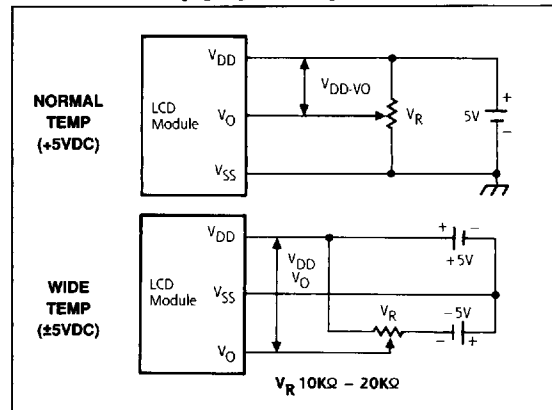 NORMAL
TEMP
(+5VDC)
LCD
Module
V_DD
V_O
V_SS
V_DD-VO
V_R
5V
+
-
WIDE
TEMP
(±5VDC)
LCD
Module
V_DD
V_SS
V_O
V_DD
V_O
+ -
+5V
V_R
-5V
- +
V_R 10KΩ – 20KΩ